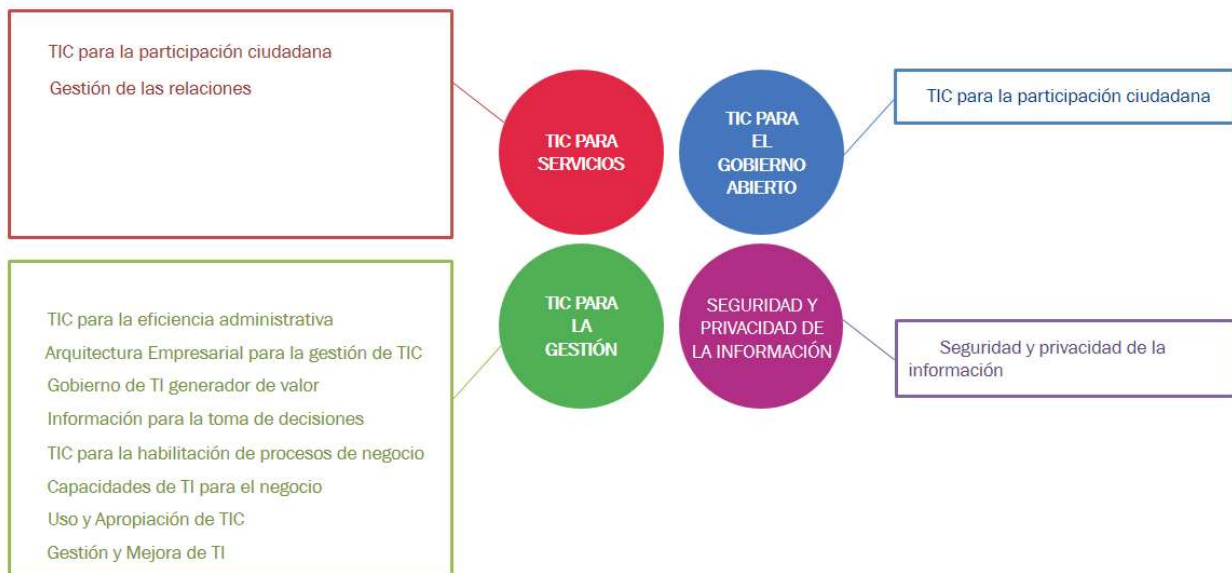 TIC para la participación ciudadana
Gestión de las relaciones
TIC PARA
SERVICIOS
TIC PARA
EL
GOBIERNO
ABIERTO
TIC para la participación ciudadana
TIC para la eficiencia administrativa
Arquitectura Empresarial para la gestión de TIC
Gobierno de TI generador de valor
Información para la toma de decisiones
TIC para la habilitación de procesos de negocio
Capacidades de TI para el negocio
Uso y Apropiación de TIC
Gestión y Mejora de TI
TIC PARA
LA
GESTIÓN
SEGURIDAD Y
PRIVACIDAD DE
LA INFORMACIÓN
Seguridad y privacidad de la
información